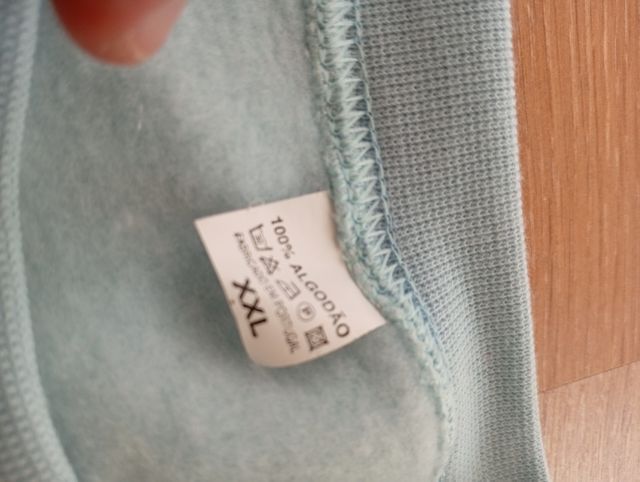 100% ALGODÃO
FABRICADO EM PORTUGAL
XXL